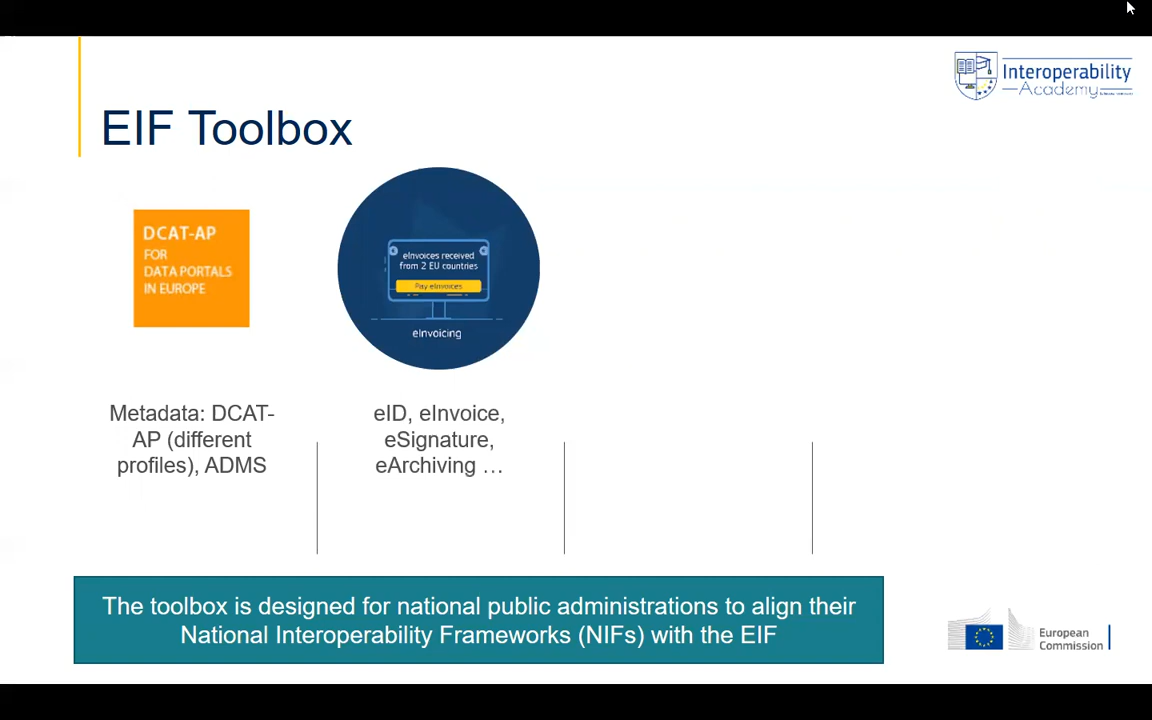 Interoperability
Academy
EIF Toolbox
DCAT-AP
FOR
DATA PORTALS
IN EUROPE
eInvoices received
from 2 EU countries
Pay eInvoices
eInvoicing
Metadata: DCAT-
AP (different
profiles), ADMS
eID, eInvoice,
eSignature,
eArchiving …
The toolbox is designed for national public administrations to align their
National Interoperability Frameworks (NIFs) with the EIF
European
Commission